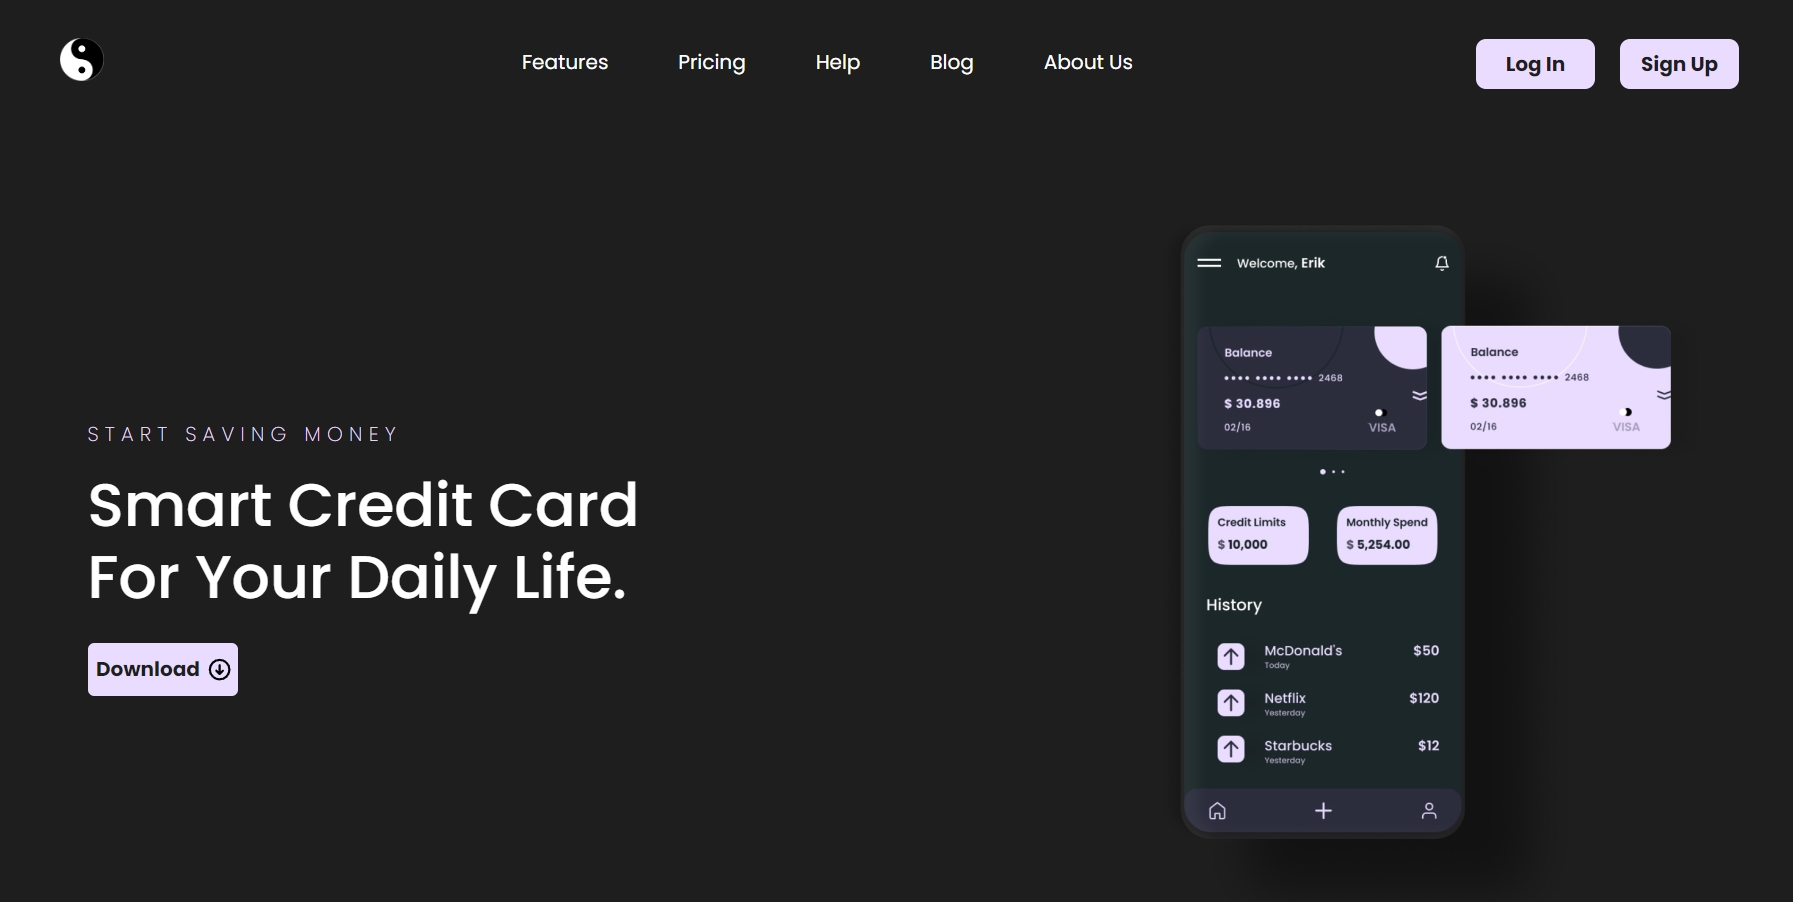 Features Pricing Help Blog About Us Log In Sign Up
START SAVING MONEY
Smart Credit Card
For Your Daily Life.
Download
Welcome, Erik
Balance
•••• •••• •••• 2468
$ 30.896
02/16
VISA
Balance
•••• •••• •••• 2468
$ 30.896
02/16
VISA
Credit Limits
$ 10,000
Monthly Spend
$ 5,254.00
History
McDonald's $50
Today
Netflix $120
Yesterday
Starbucks $12
Yesterday